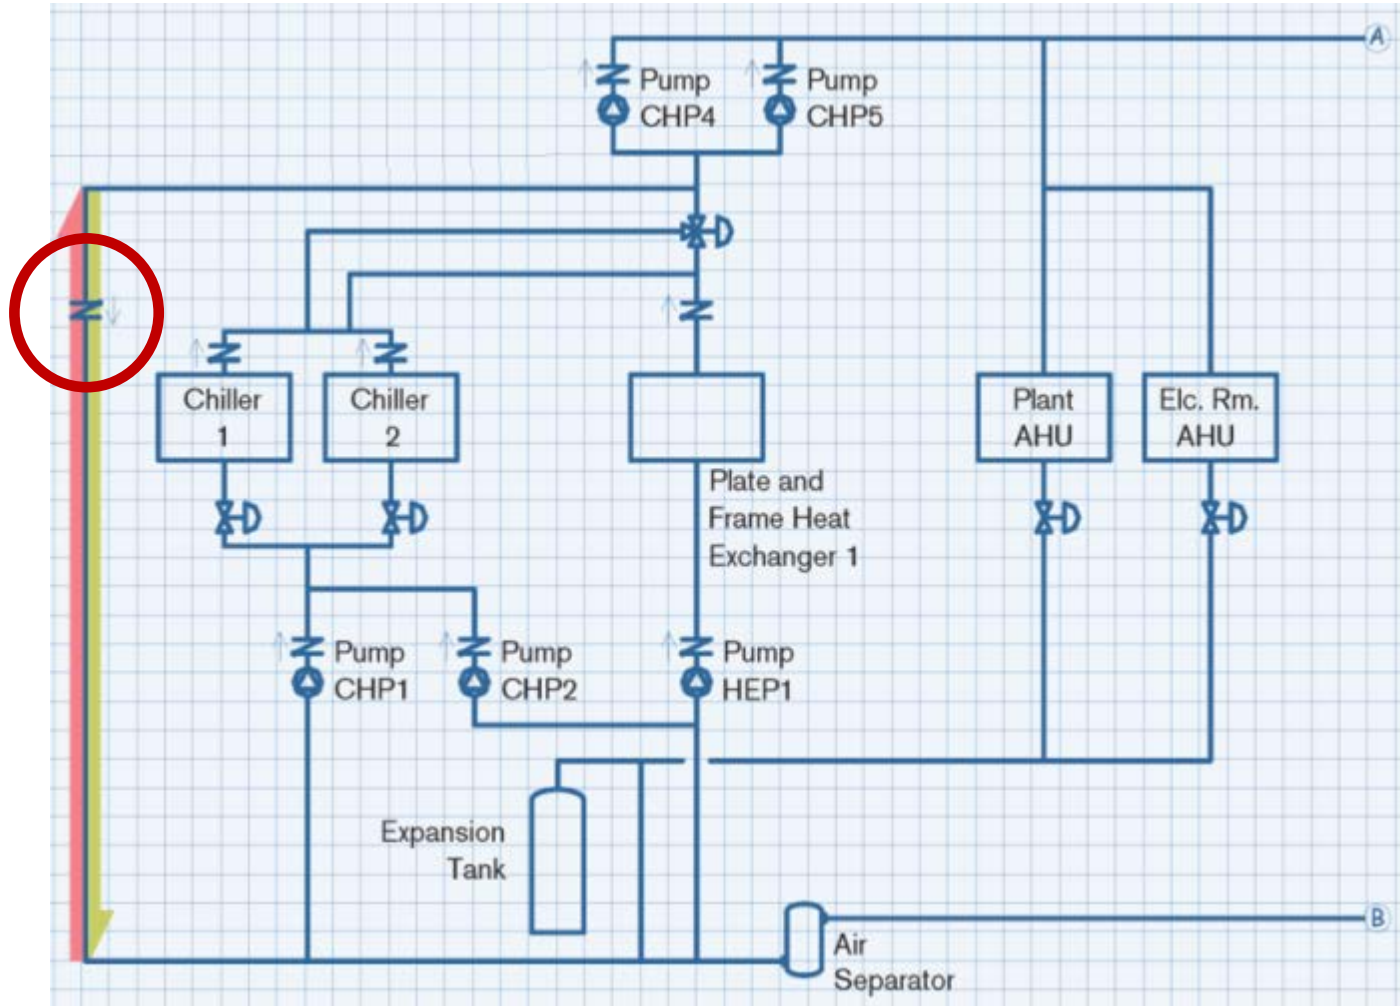 A
Pump
CHP4
Pump
CHP5
Chiller
1
Chiller
2
Plant
AHU
Elc. Rm.
AHU
Plate and
Frame Heat
Exchanger 1
Pump
CHP1
Pump
CHP2
Pump
HEP1
Expansion
Tank
B
Air
Separator